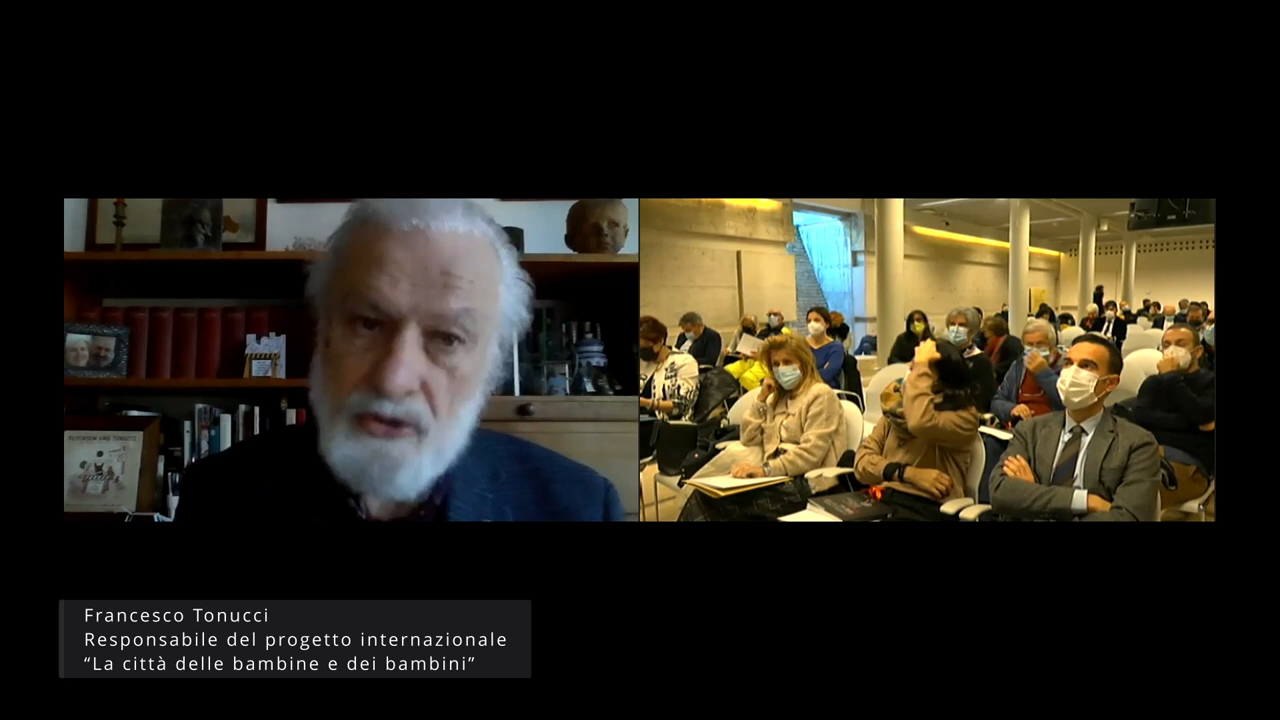 Francesco Tonucci
Responsabile del progetto internazionale
“La città delle bambine e dei bambini”